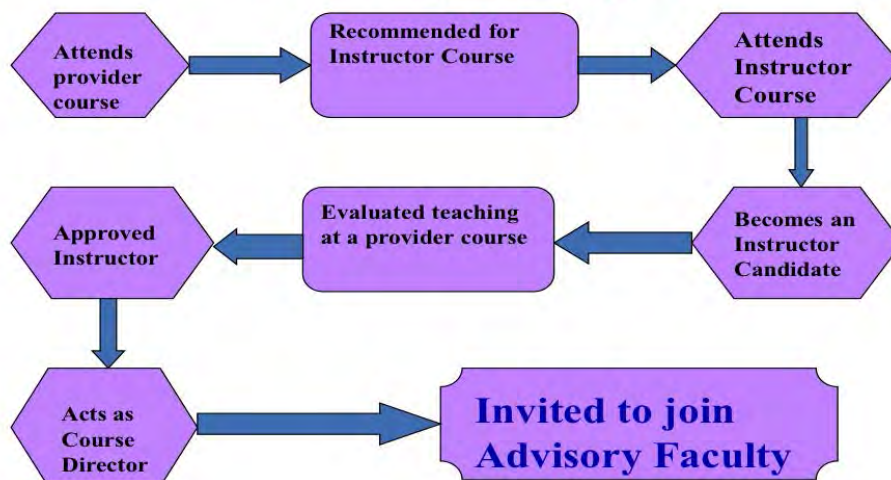 Attends
provider
course
Recommended for
Instructor Course
Attends
Instructor
Course
Becomes an
Instructor
Candidate
Evaluated teaching
at a provider course
Approved
Instructor
Acts as
Course
Director
Invited to join
Advisory Faculty